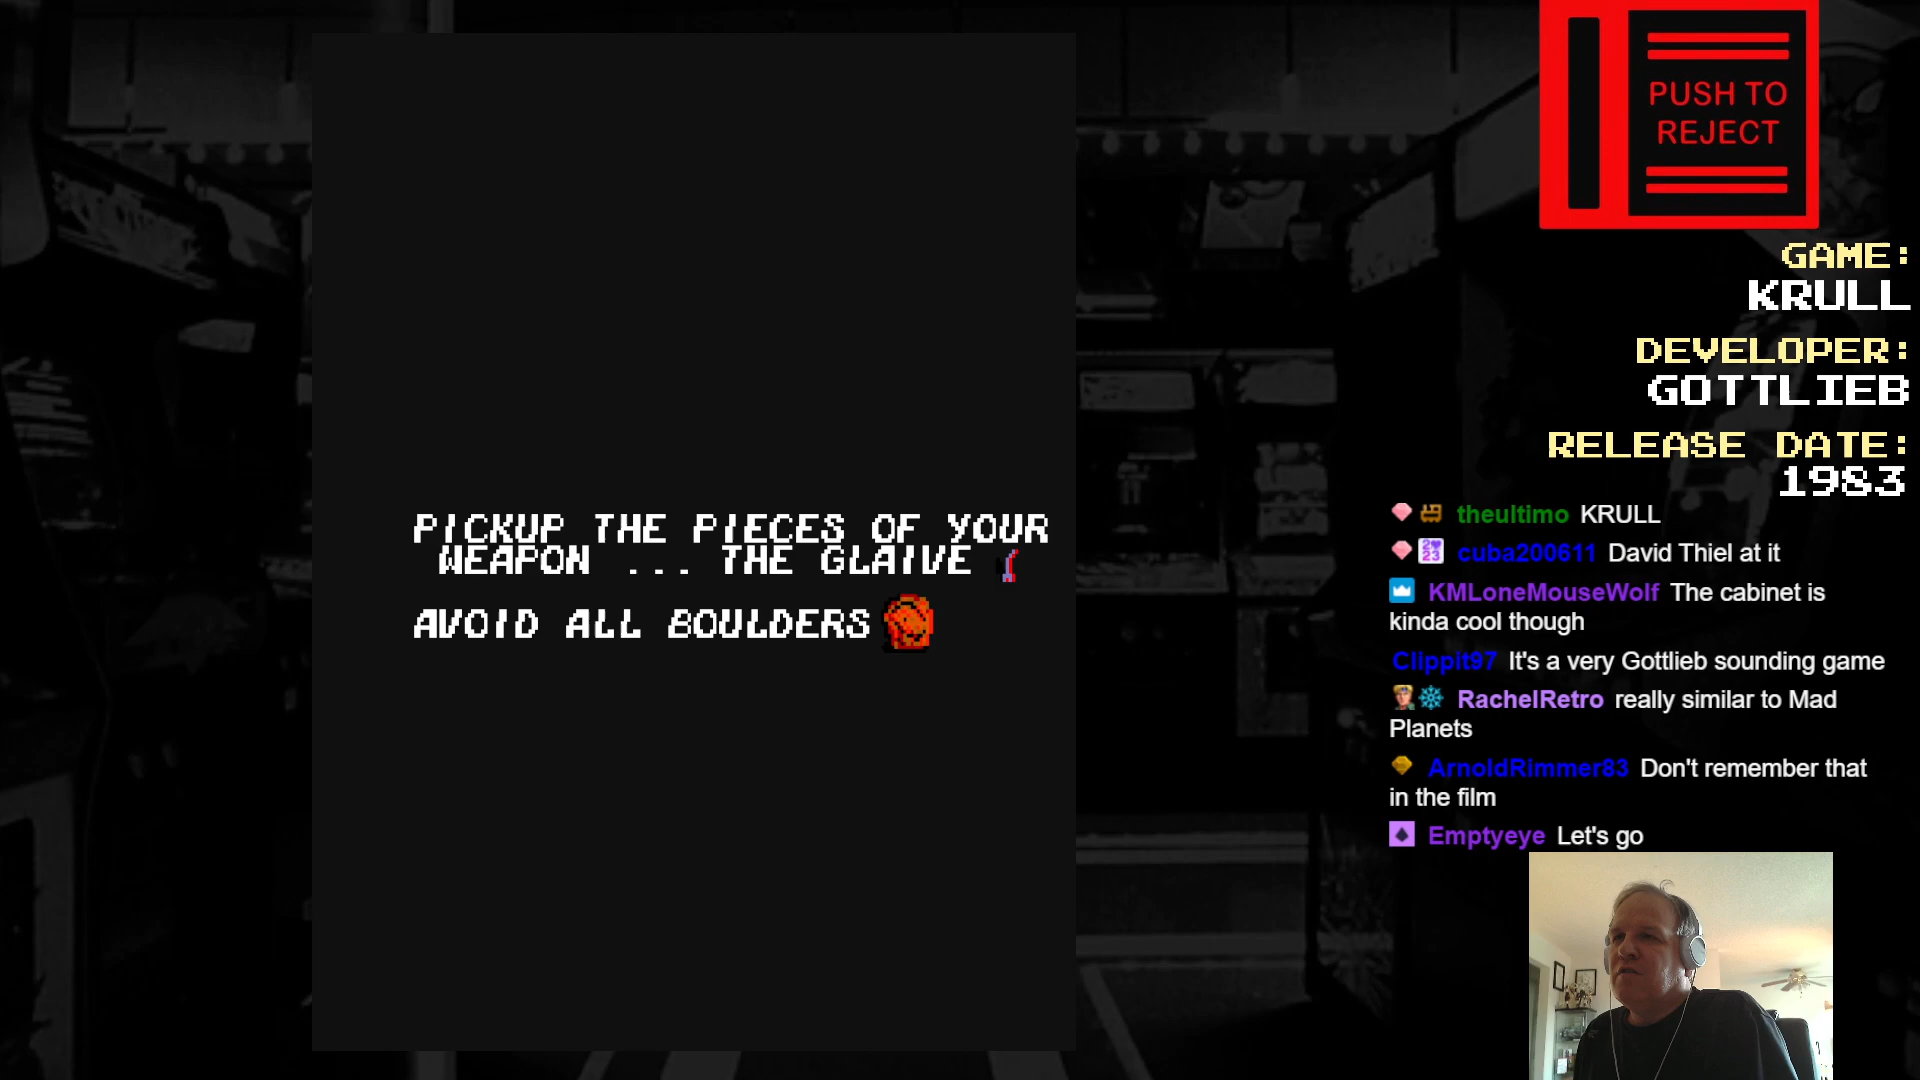 PUSH TO
REJECT
GAME:
KRULL
DEVELOPER:
GOTTLIEB
RELEASE DATE:
1983
PICKUP THE PIECES OF YOUR
WEAPON ... THE GLAIVE
AVOID ALL BOULDERS
theultimo KRULL
cuba200611 David Thiel at it
KMLoneMouseWolf The cabinet is
kinda cool though
Clippit97 It's a very Gottlieb sounding game
RachelRetro really similar to Mad
Planets
ArnoldRimmer83 Don't remember that
in the film
Emptyeye Let's go